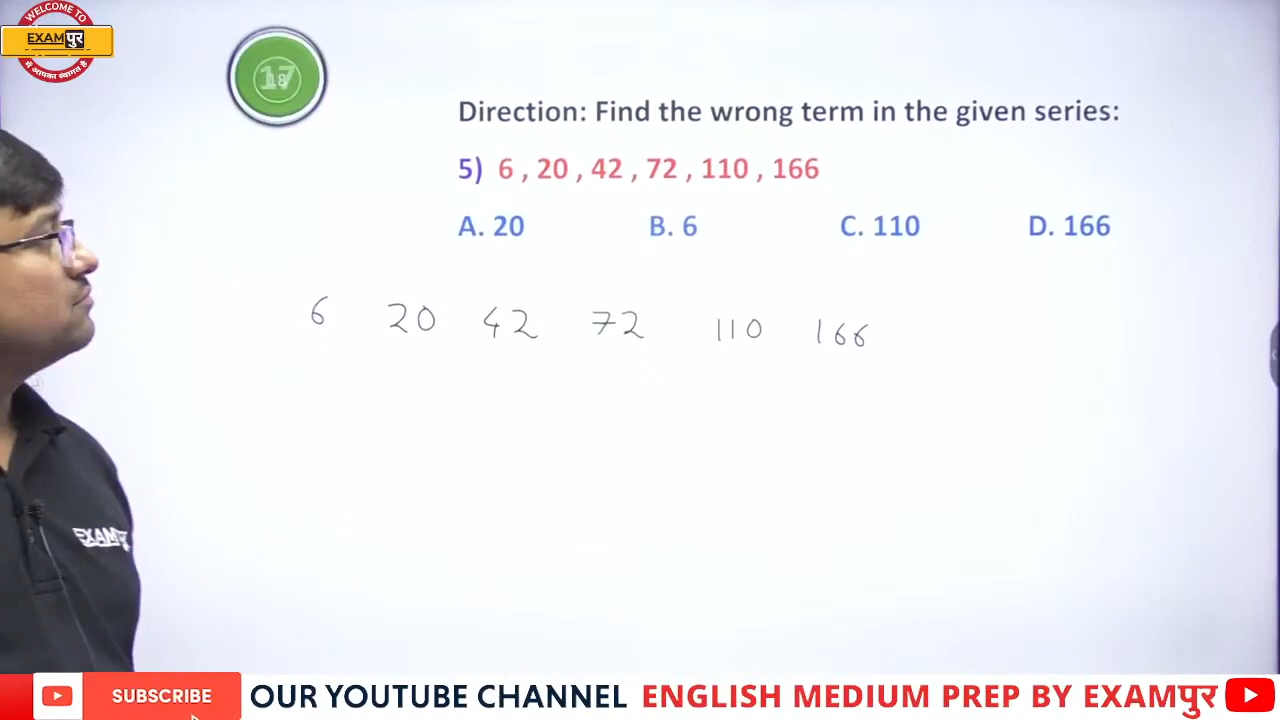 WELCOME TO
EXAMपुर
में आपका स्वागत है
Direction: Find the wrong term in the given series:
5) 6 , 20 , 42 , 72 , 110 , 166
A. 20 B. 6 C. 110 D. 166
6 20 42 72 110 166
EXAMपुर
SUBSCRIBE OUR YOUTUBE CHANNEL ENGLISH MEDIUM PREP BY EXAMपुर